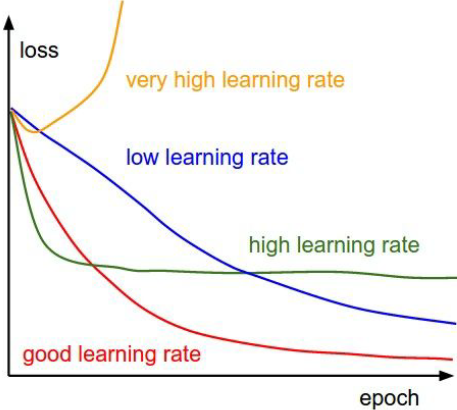 loss
very high learning rate
low learning rate
high learning rate
good learning rate
epoch